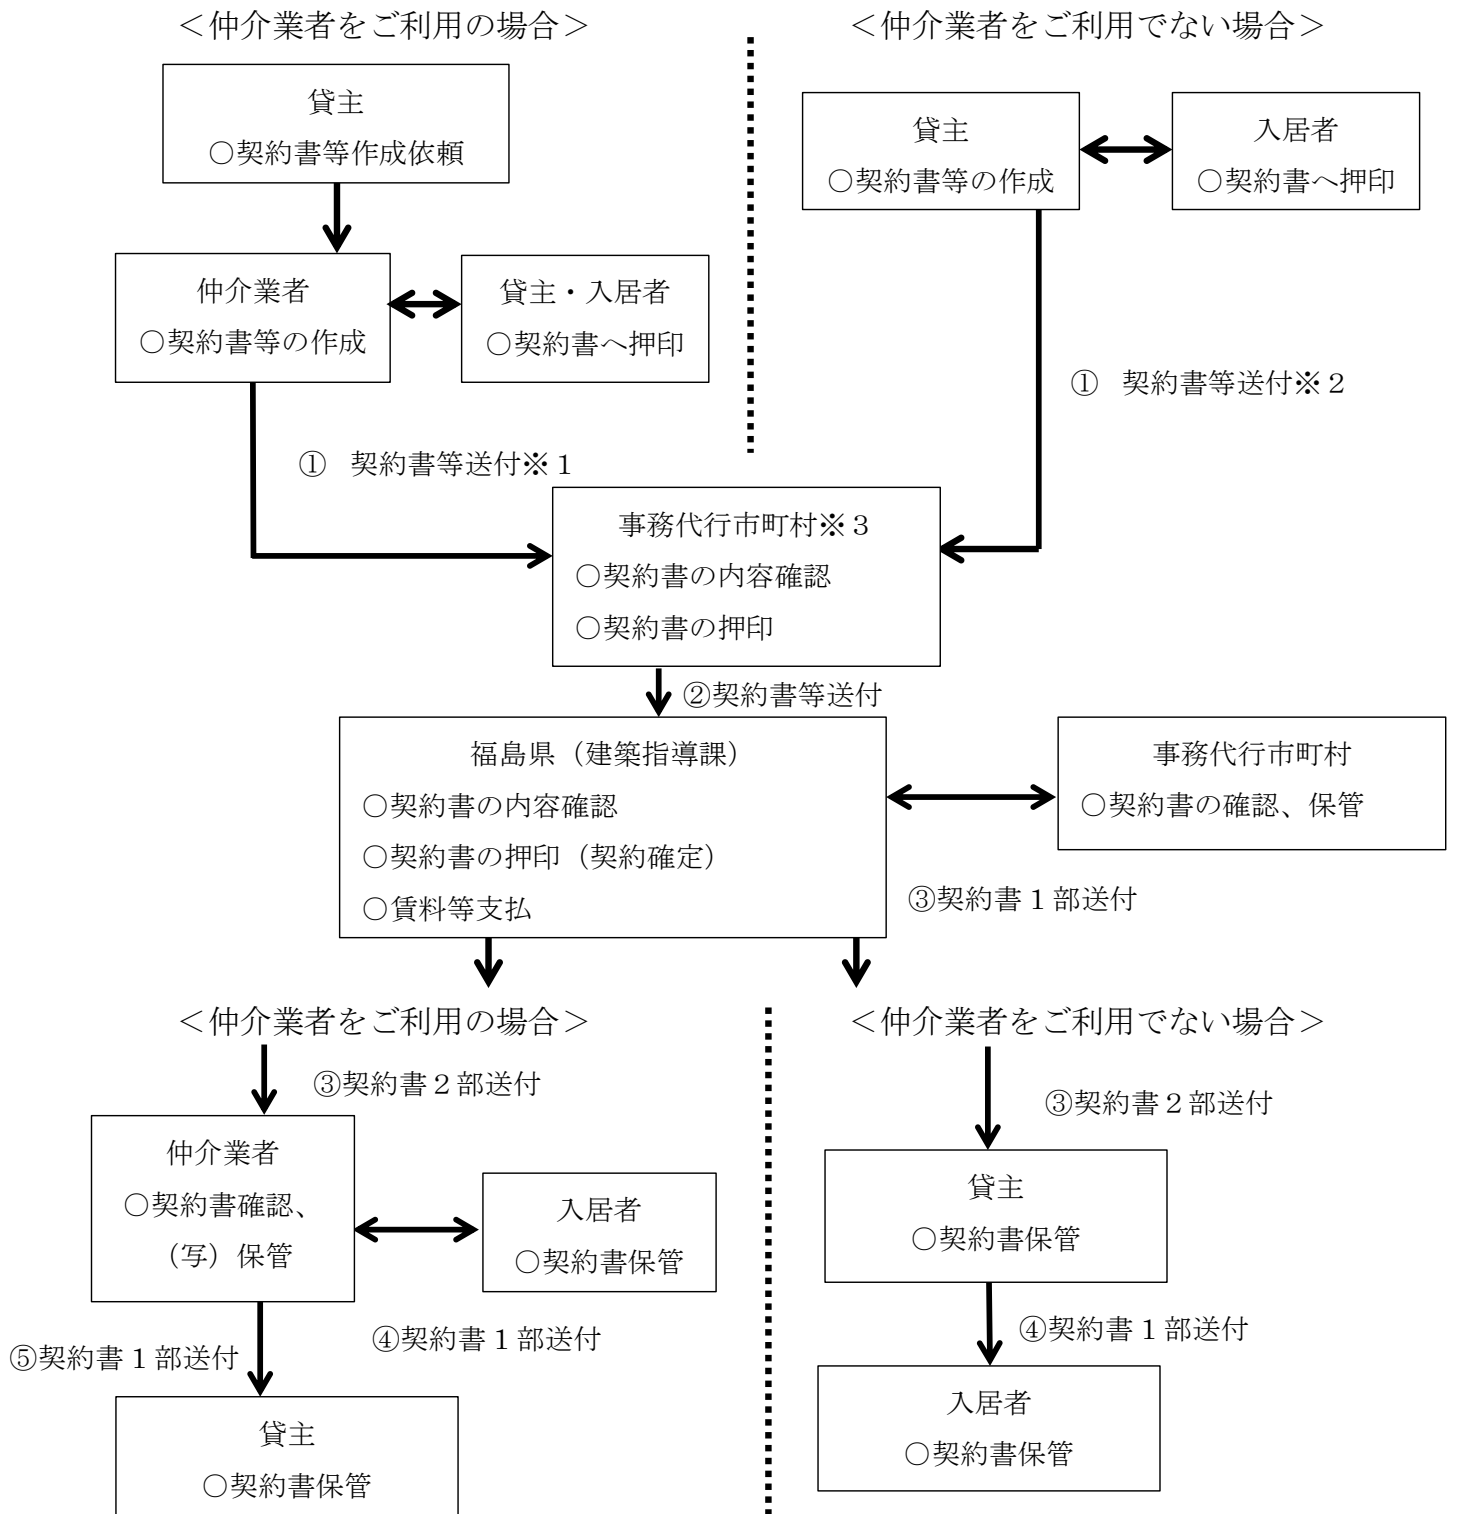 ＜仲介業者をご利用の場合＞
＜仲介業者をご利用でない場合＞
貸主
○契約書等作成依頼
貸主
○契約書等の作成
入居者
○契約書へ押印
仲介業者
○契約書等の作成
貸主・入居者
○契約書へ押印
① 契約書等送付※２
① 契約書等送付※１
事務代行市町村※３
○契約書の内容確認
○契約書の押印
②契約書等送付
福島県（建築指導課）
○契約書の内容確認
○契約書の押印（契約確定）
○賃料等支払
事務代行市町村
○契約書の確認、保管
③契約書１部送付
＜仲介業者をご利用の場合＞
＜仲介業者をご利用でない場合＞
③契約書２部送付
③契約書２部送付
仲介業者
○契約書確認、
（写）保管
入居者
○契約書保管
貸主
○契約書保管
④契約書１部送付
④契約書１部送付
⑤契約書１部送付
貸主
○契約書保管
入居者
○契約書保管